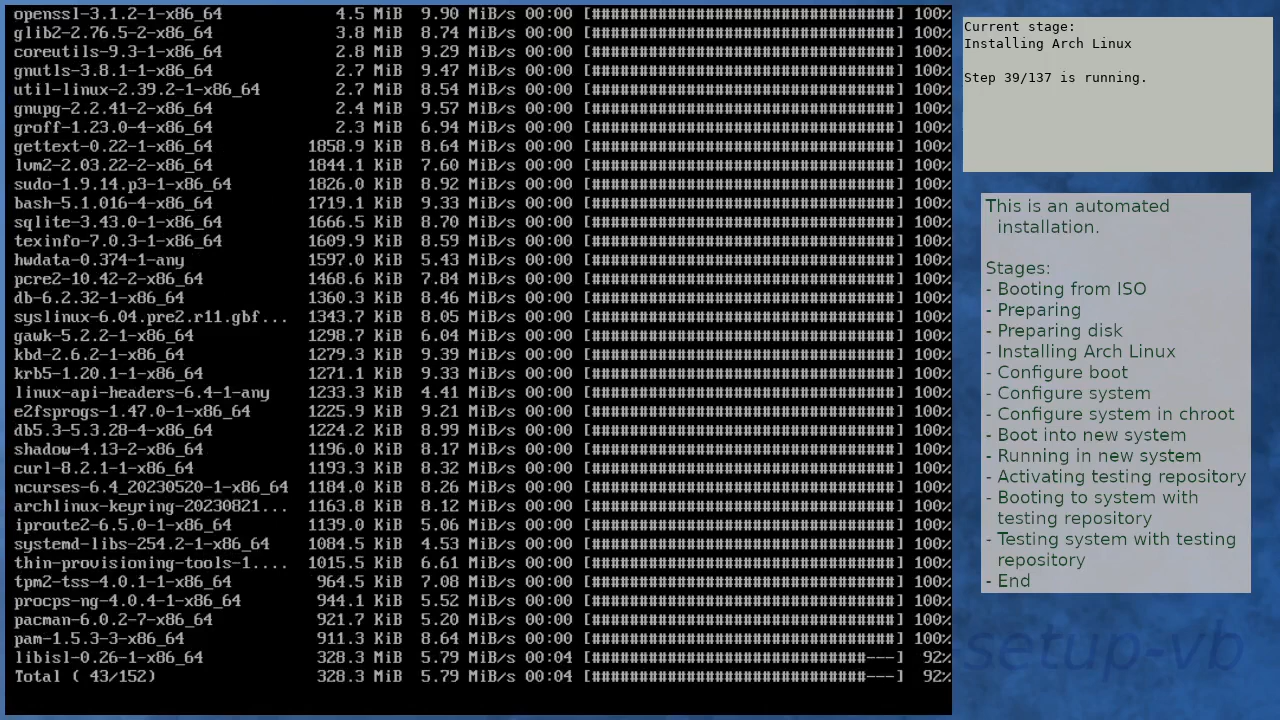 openssl-3.1.2-1-x86_64 4.5 MiB 9.90 MiB/s 00:00 [################################] 100%
glib2-2.76.5-2-x86_64 3.8 MiB 8.74 MiB/s 00:00 [################################] 100%
coreutils-9.3-1-x86_64 2.8 MiB 9.29 MiB/s 00:00 [################################] 100%
gnutls-3.8.1-1-x86_64 2.7 MiB 9.47 MiB/s 00:00 [################################] 100%
util-linux-2.39.2-1-x86_64 2.7 MiB 8.54 MiB/s 00:00 [################################] 100%
gnupg-2.2.41-2-x86_64 2.4 MiB 9.57 MiB/s 00:00 [################################] 100%
groff-1.23.0-4-x86_64 2.3 MiB 6.94 MiB/s 00:00 [################################] 100%
gettext-0.22-1-x86_64 1858.9 KiB 8.64 MiB/s 00:00 [################################] 100%
lvm2-2.03.22-2-x86_64 1844.1 KiB 7.60 MiB/s 00:00 [################################] 100%
sudo-1.9.14.p3-1-x86_64 1826.0 KiB 8.92 MiB/s 00:00 [################################] 100%
bash-5.1.016-4-x86_64 1719.1 KiB 9.33 MiB/s 00:00 [################################] 100%
sqlite-3.43.0-1-x86_64 1666.5 KiB 8.70 MiB/s 00:00 [################################] 100%
texinfo-7.0.3-1-x86_64 1609.9 KiB 8.59 MiB/s 00:00 [################################] 100%
hwdata-0.374-1-any 1597.0 KiB 5.43 MiB/s 00:00 [################################] 100%
pcre2-10.42-2-x86_64 1468.6 KiB 7.84 MiB/s 00:00 [################################] 100%
db-6.2.32-1-x86_64 1360.3 KiB 8.46 MiB/s 00:00 [################################] 100%
syslinux-6.04.pre2.r11.gbf... 1343.7 KiB 8.05 MiB/s 00:00 [################################] 100%
gawk-5.2.2-1-x86_64 1298.7 KiB 6.04 MiB/s 00:00 [################################] 100%
kbd-2.6.2-1-x86_64 1279.3 KiB 9.39 MiB/s 00:00 [################################] 100%
krb5-1.20.1-1-x86_64 1271.1 KiB 9.33 MiB/s 00:00 [################################] 100%
linux-api-headers-6.4-1-any 1233.3 KiB 4.41 MiB/s 00:00 [################################] 100%
e2fsprogs-1.47.0-1-x86_64 1225.9 KiB 9.21 MiB/s 00:00 [################################] 100%
db5.3-5.3.28-4-x86_64 1224.2 KiB 8.99 MiB/s 00:00 [################################] 100%
shadow-4.13-2-x86_64 1196.0 KiB 8.17 MiB/s 00:00 [################################] 100%
curl-8.2.1-1-x86_64 1193.3 KiB 8.32 MiB/s 00:00 [################################] 100%
ncurses-6.4_20230520-1-x86_64 1184.0 KiB 8.26 MiB/s 00:00 [################################] 100%
archlinux-keyring-20230821... 1163.8 KiB 8.12 MiB/s 00:00 [################################] 100%
iproute2-6.5.0-1-x86_64 1139.0 KiB 5.06 MiB/s 00:00 [################################] 100%
systemd-libs-254.2-1-x86_64 1084.5 KiB 4.53 MiB/s 00:00 [################################] 100%
thin-provisioning-tools-1.... 1015.5 KiB 6.61 MiB/s 00:00 [################################] 100%
tpm2-tss-4.0.1-1-x86_64 964.5 KiB 7.08 MiB/s 00:00 [################################] 100%
procps-ng-4.0.4-1-x86_64 944.1 KiB 5.52 MiB/s 00:00 [################################] 100%
pacman-6.0.2-7-x86_64 921.7 KiB 5.20 MiB/s 00:00 [################################] 100%
pam-1.5.3-3-x86_64 911.3 KiB 8.64 MiB/s 00:00 [################################] 100%
libisl-0.26-1-x86_64 328.3 MiB 5.79 MiB/s 00:04 [#############################---] 92%
Total ( 43/152) 328.3 MiB 5.79 MiB/s 00:04 [#############################---] 92%
Current stage:
Installing Arch Linux
Step 39/137 is running.
This is an automated
installation.
Stages:
- Booting from ISO
- Preparing
- Preparing disk
- Installing Arch Linux
- Configure boot
- Configure system
- Configure system in chroot
- Boot into new system
- Running in new system
- Activating testing repository
- Booting to system with
testing repository
- Testing system with testing
repository
- End
setup-vb